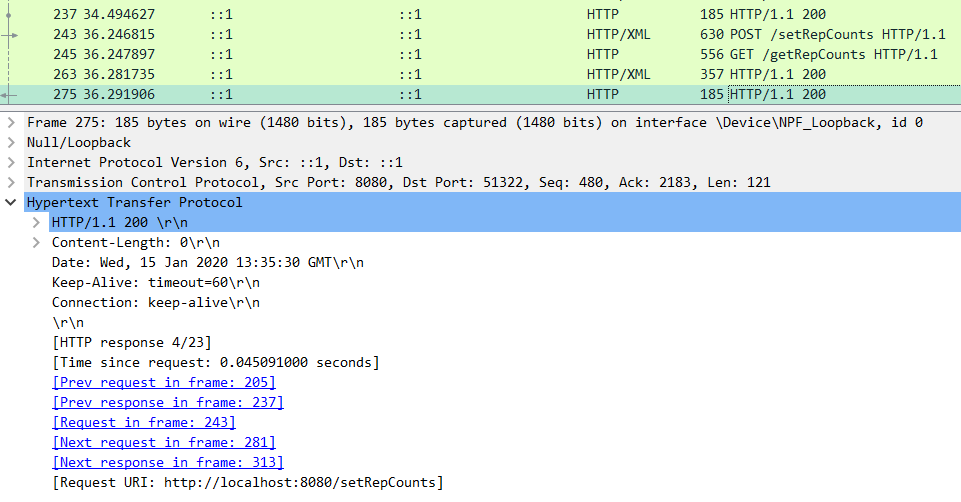 237 34.494627 ::1 ::1 HTTP 185 HTTP/1.1 200
243 36.246815 ::1 ::1 HTTP/XML 630 POST /setRepCounts HTTP/1.1
245 36.247897 ::1 ::1 HTTP 556 GET /getRepCounts HTTP/1.1
263 36.281735 ::1 ::1 HTTP/XML 357 HTTP/1.1 200
275 36.291906 ::1 ::1 HTTP 185 HTTP/1.1 200
Frame 275: 185 bytes on wire (1480 bits), 185 bytes captured (1480 bits) on interface \Device\NPF_Loopback, id 0
Null/Loopback
Internet Protocol Version 6, Src: ::1, Dst: ::1
Transmission Control Protocol, Src Port: 8080, Dst Port: 51322, Seq: 480, Ack: 2183, Len: 121
Hypertext Transfer Protocol
HTTP/1.1 200 \r\n
Content-Length: 0\r\n
Date: Wed, 15 Jan 2020 13:35:30 GMT\r\n
Keep-Alive: timeout=60\r\n
Connection: keep-alive\r\n
\r\n
[HTTP response 4/23]
[Time since request: 0.045091000 seconds]
[Prev request in frame: 205]
[Prev response in frame: 237]
[Request in frame: 243]
[Next request in frame: 281]
[Next response in frame: 313]
[Request URI: http://localhost:8080/setRepCounts]